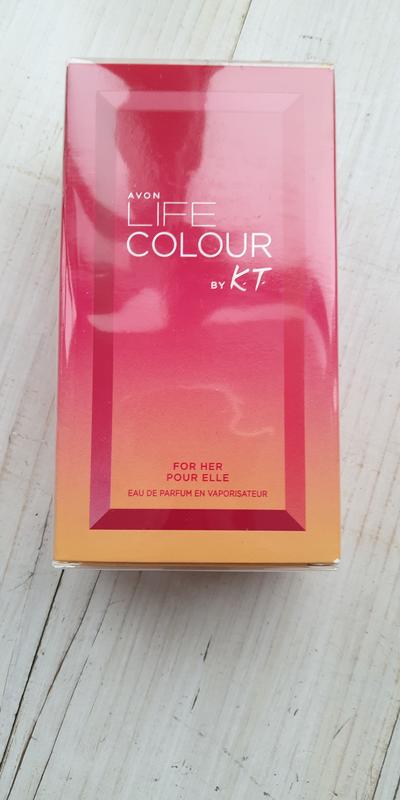 AVON
LIFE
COLOUR
BY K.T.
FOR HER
POUR ELLE
EAU DE PARFUM EN VAPORISATEUR